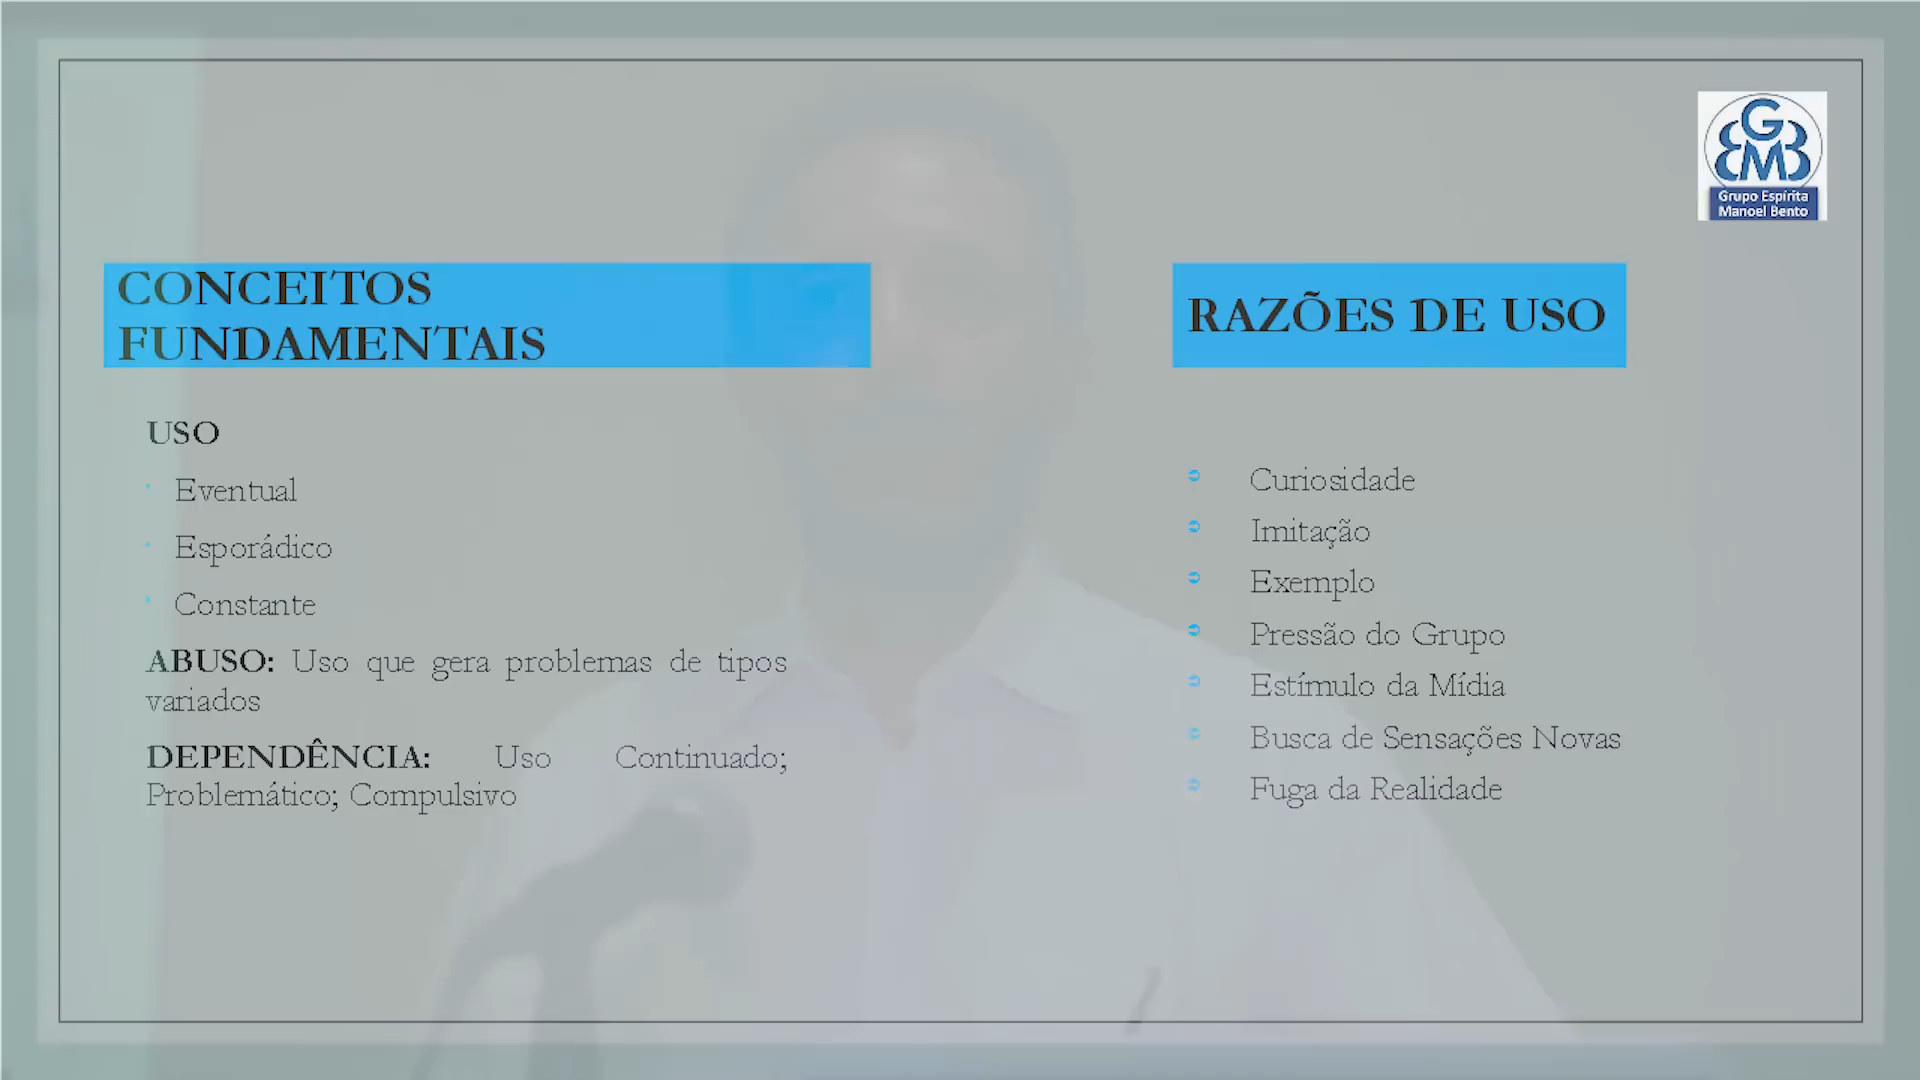 GBMB
Grupo Espírita
Manoel Bento
CONCEITOS
FUNDAMENTAIS
USO
Eventual
Esporádico
Constante
ABUSO: Uso que gera problemas de tipos
variados
DEPENDÊNCIA: Uso Continuado;
Problemático; Compulsivo
RAZÕES DE USO
Curiosidade
Imitação
Exemplo
Pressão do Grupo
Estímulo da Mídia
Busca de Sensações Novas
Fuga da Realidade